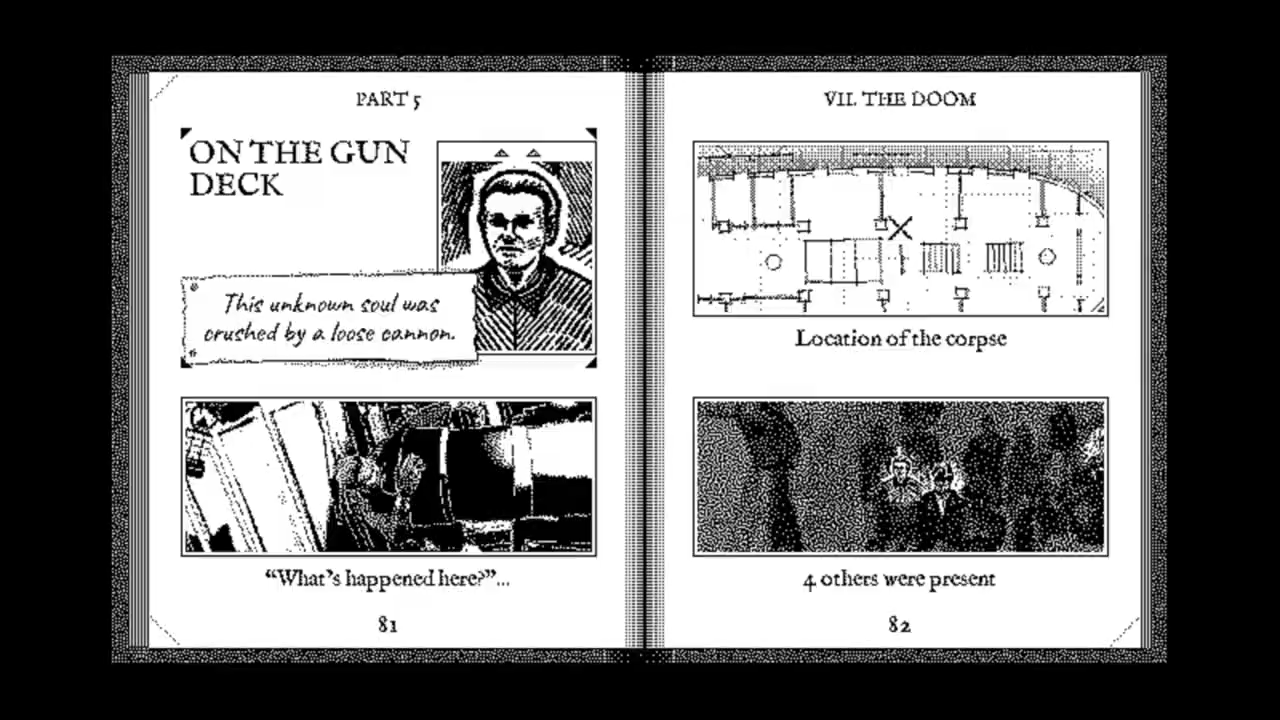 PART 5
ON THE GUN
DECK
This unknown soul was
crushed by a loose cannon.
“What's happened here?”...
81
VII. THE DOOM
Location of the corpse
4 others were present
82